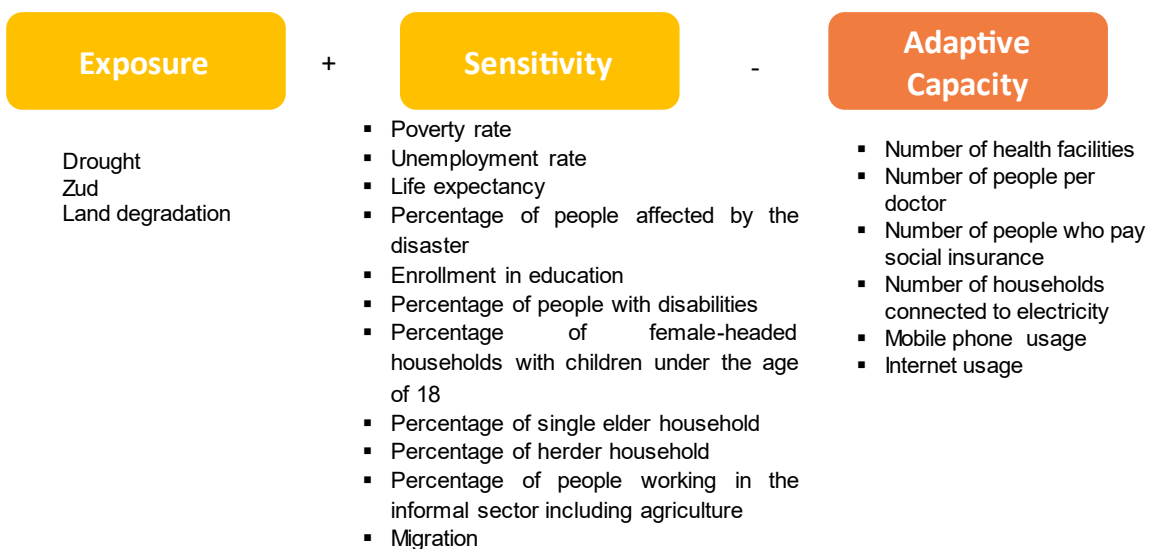 Exposure
+
Sensitivity
-
Adaptive
Capacity
Drought
Zud
Land degradation
▪ Poverty rate
▪ Unemployment rate
▪ Life expectancy
▪ Percentage of people affected by the
disaster
▪ Enrollment in education
▪ Percentage of people with disabilities
▪ Percentage of female-headed
households with children under the age
of 18
▪ Percentage of single elder household
▪ Percentage of herder household
▪ Percentage of people working in the
informal sector including agriculture
▪ Migration
▪ Number of health facilities
▪ Number of people per
doctor
▪ Number of people who pay
social insurance
▪ Number of households
connected to electricity
▪ Mobile phone usage
▪ Internet usage